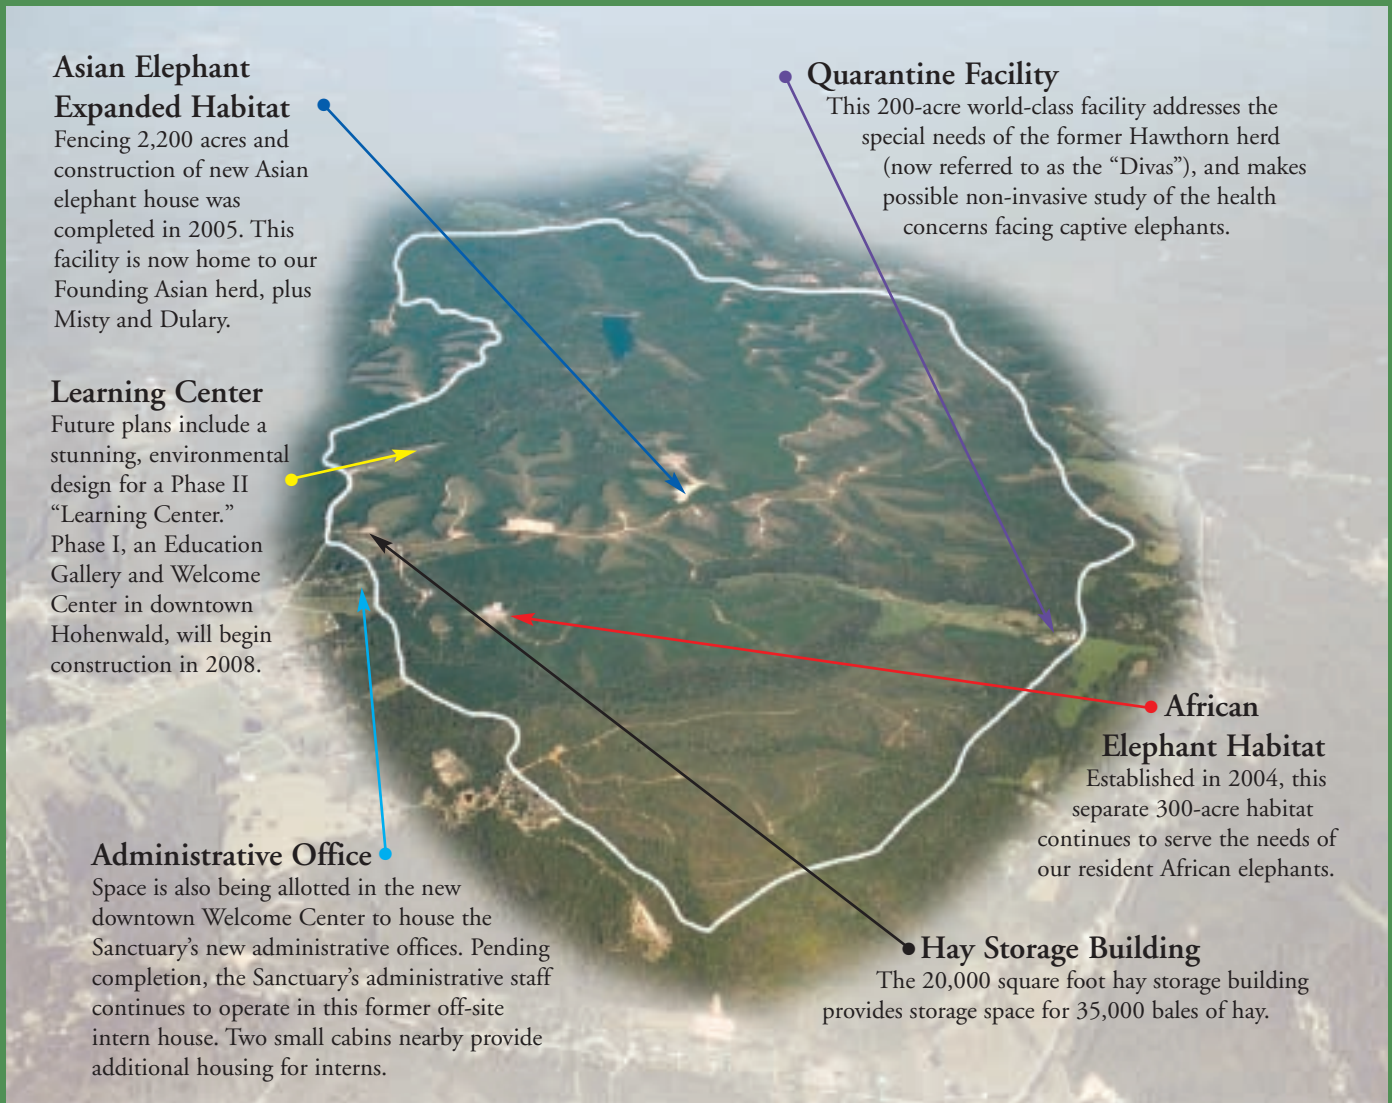 Asian Elephant
Expanded Habitat
Fencing 2,200 acres and
construction of new Asian
elephant house was
completed in 2005. This
facility is now home to our
Founding Asian herd, plus
Misty and Dulary.
Quarantine Facility
This 200-acre world-class facility addresses the
special needs of the former Hawthorn herd
(now referred to as the “Divas”), and makes
possible non-invasive study of the health
concerns facing captive elephants.
Learning Center
Future plans include a
stunning, environmental
design for a Phase II
“Learning Center.”
Phase I, an Education
Gallery and Welcome
Center in downtown
Hohenwald, will begin
construction in 2008.
African
Elephant Habitat
Established in 2004, this
separate 300-acre habitat
continues to serve the needs of
our resident African elephants.
Administrative Office
Space is also being allotted in the new
downtown Welcome Center to house the
Sanctuary’s new administrative offices. Pending
completion, the Sanctuary’s administrative staff
continues to operate in this former off-site
intern house. Two small cabins nearby provide
additional housing for interns.
Hay Storage Building
The 20,000 square foot hay storage building
provides storage space for 35,000 bales of hay.